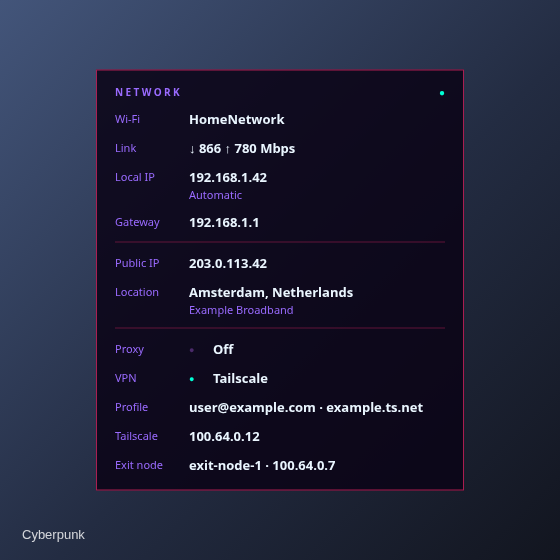 NETWORK
Wi-Fi HomeNetwork
Link ↓ 866 ↑ 780 Mbps
Local IP 192.168.1.42
Automatic
Gateway 192.168.1.1
Public IP 203.0.113.42
Location Amsterdam, Netherlands
Example Broadband
Proxy Off
VPN Tailscale
Profile user@example.com · example.ts.net
Tailscale 100.64.0.12
Exit node exit-node-1 · 100.64.0.7
Cyberpunk